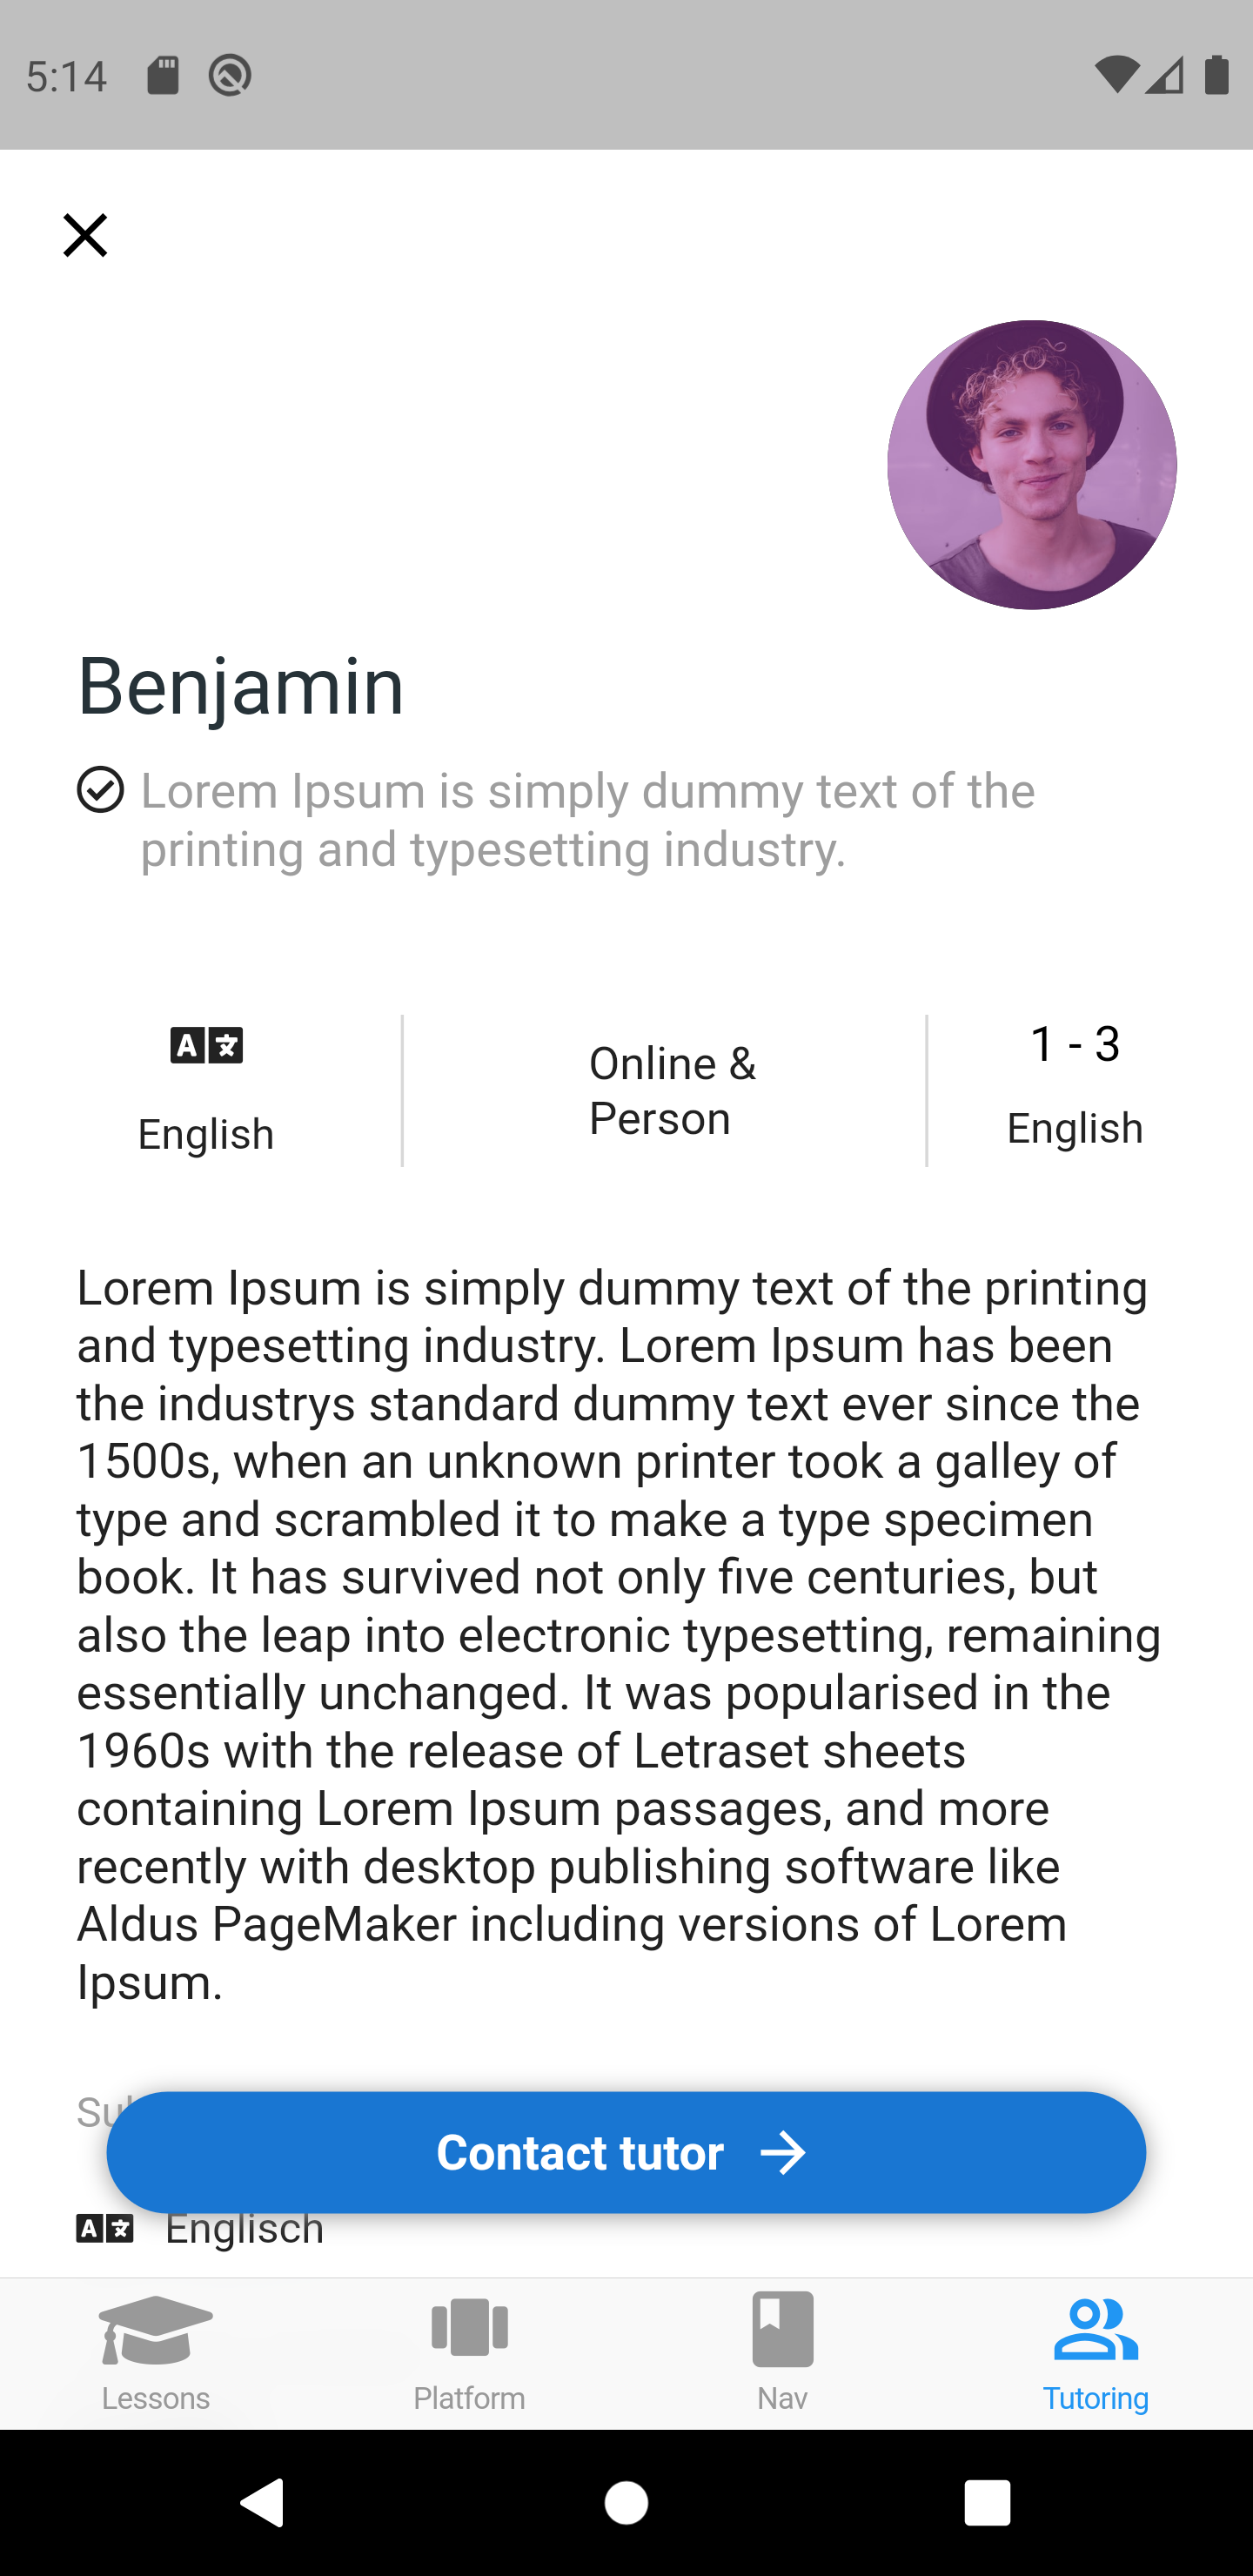 5:14
Benjamin
Lorem Ipsum is simply dummy text of the
printing and typesetting industry.
English
Online &
Person
1 - 3
English
Lorem Ipsum is simply dummy text of the printing
and typesetting industry. Lorem Ipsum has been
the industrys standard dummy text ever since the
1500s, when an unknown printer took a galley of
type and scrambled it to make a type specimen
book. It has survived not only five centuries, but
also the leap into electronic typesetting, remaining
essentially unchanged. It was popularised in the
1960s with the release of Letraset sheets
containing Lorem Ipsum passages, and more
recently with desktop publishing software like
Aldus PageMaker including versions of Lorem
Ipsum.
Contact tutor
Englisch
Lessons
Platform
Nav
Tutoring